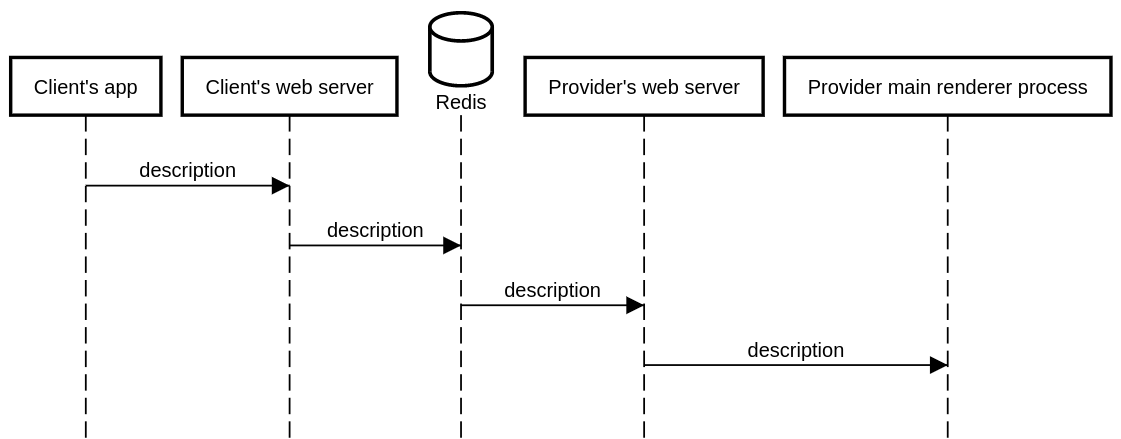 Client's app
Client's web server
Redis
Provider's web server
Provider main renderer process
description
description
description
description